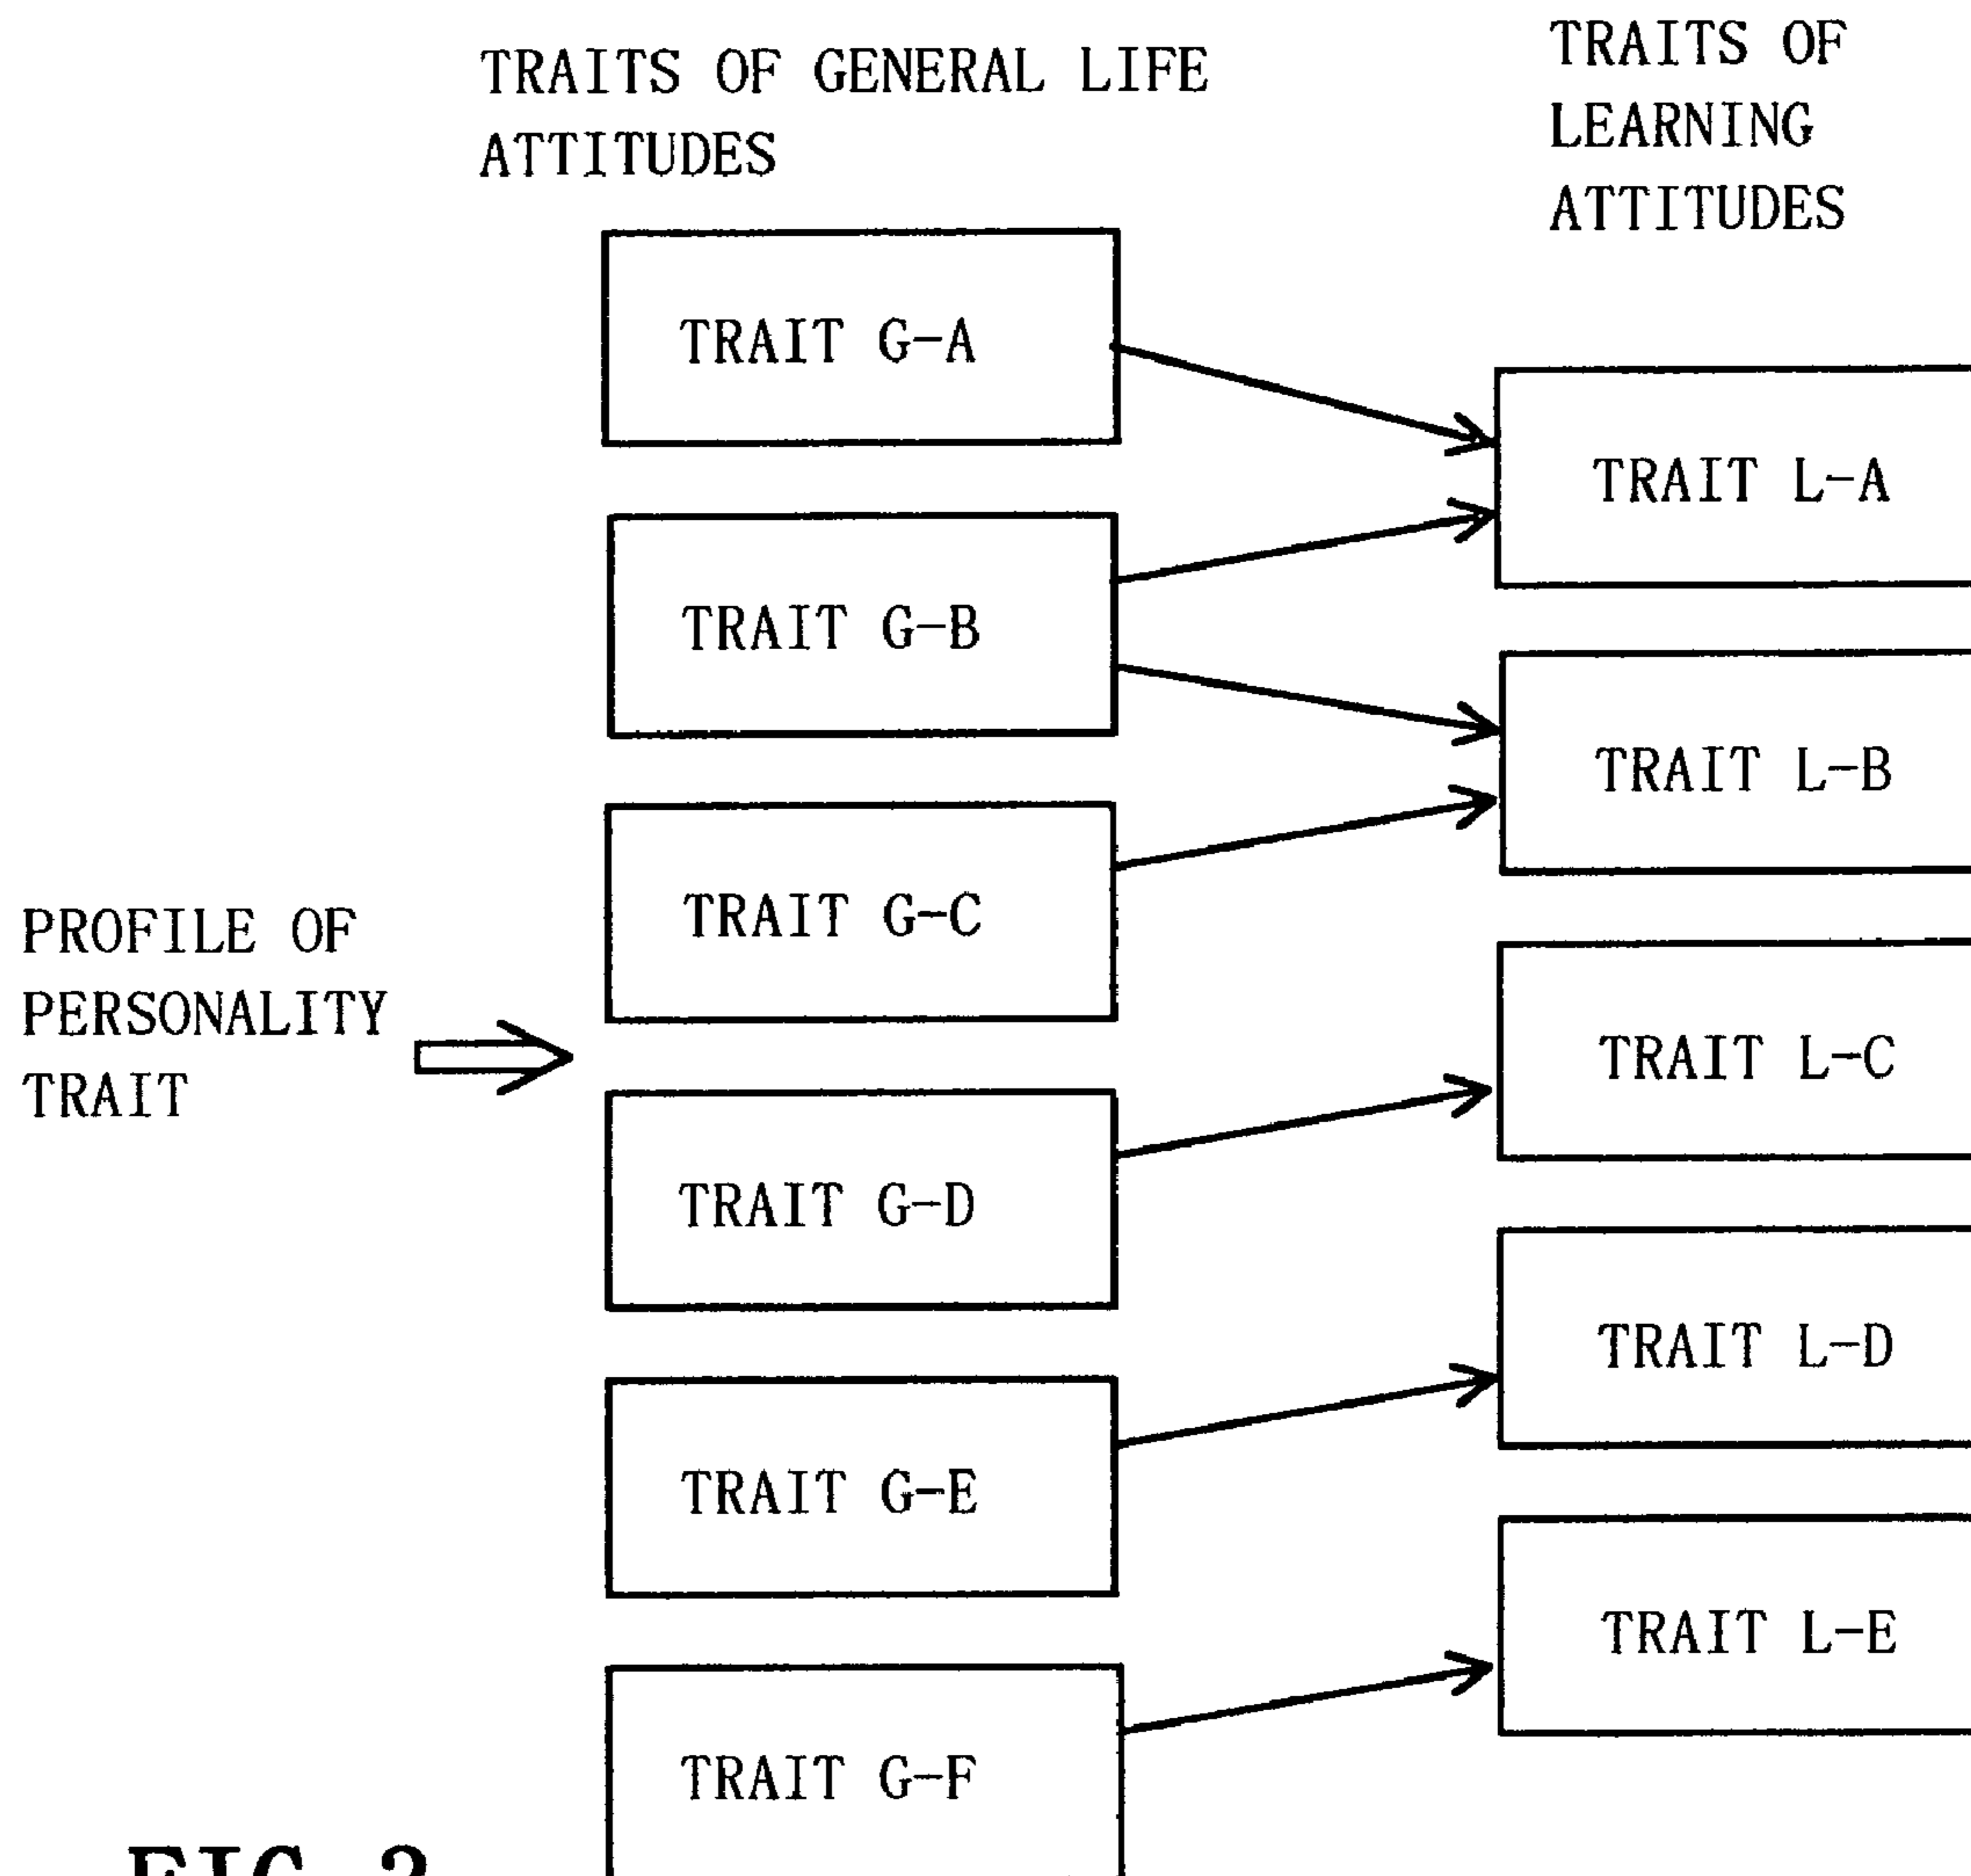 TRAITS OF GENERAL LIFE
ATTITUDES
TRAITS OF
LEARNING
ATTITUDES
TRAIT G-A
TRAIT L-A
TRAIT G-B
TRAIT L-B
TRAIT G-C
PROFILE OF
PERSONALITY
TRAIT
TRAIT L-C
TRAIT G-D
TRAIT L-D
TRAIT G-E
TRAIT L-E
TRAIT G-F